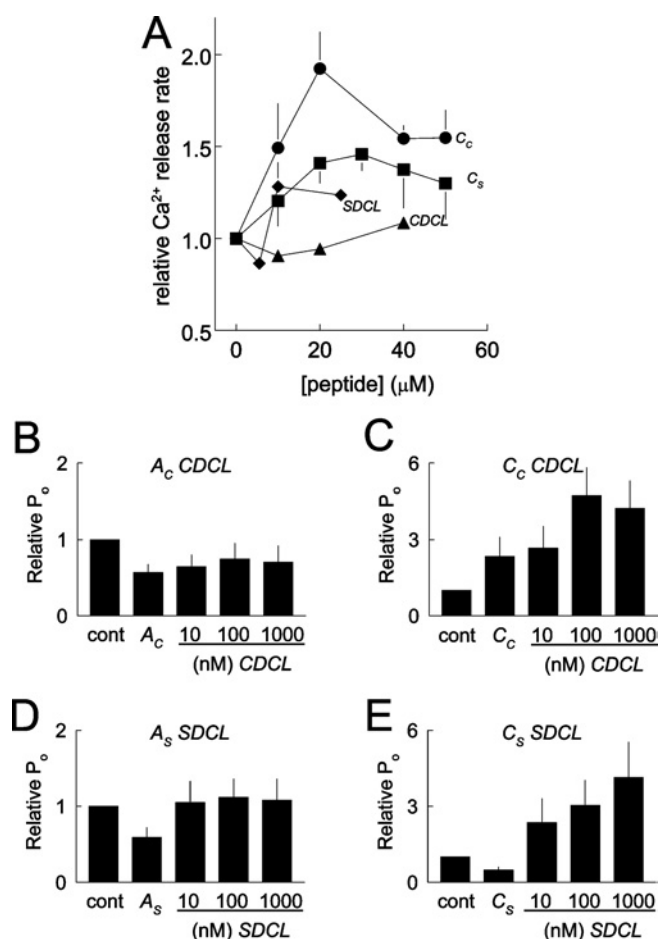 A
relative Ca²⁺ release rate
2.0
1.5
1.0
0.5
C_c
C_s
SDCL
CDCL
0 20 40 60
[peptide] (μM)
B
A_C CDCL
Relative P_o
2
1
0
cont A_C 10 100 1000
(nM) CDCL
C
C_C CDCL
Relative P_o
6
3
0
cont C_C 10 100 1000
(nM) CDCL
D
A_S SDCL
Relative P_o
2
1
0
cont A_S 10 100 1000
(nM) SDCL
E
C_S SDCL
Relative P_o
6
3
0
cont C_S 10 100 1000
(nM) SDCL